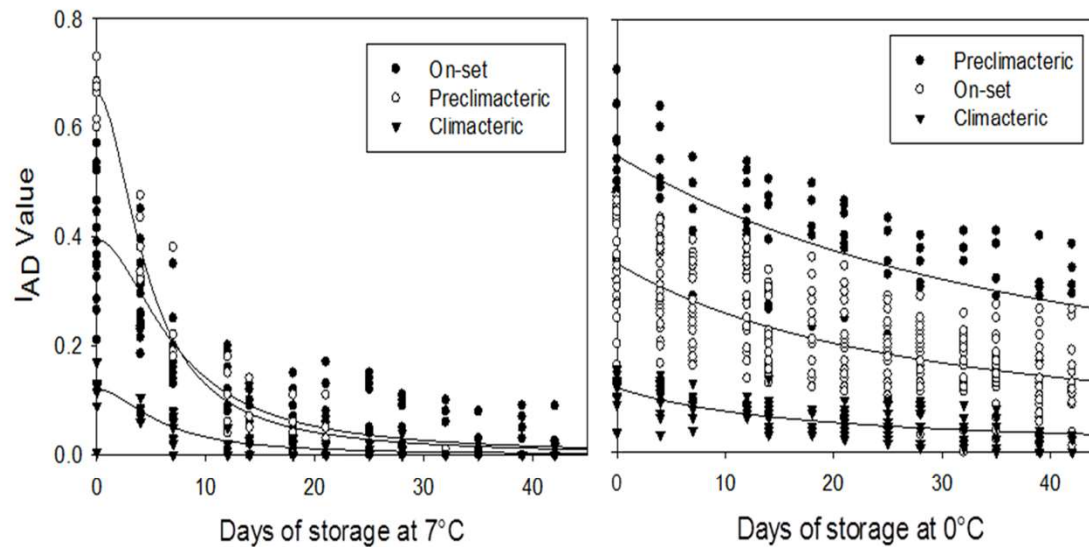 I AD Value
0.8
0.6
0.4
0.2
0.0
On-set
Preclimacteric
Climacteric
0 10 20 30 40
Days of storage at 7°C
Preclimacteric
On-set
Climacteric
0 10 20 30 40
Days of storage at 0°C